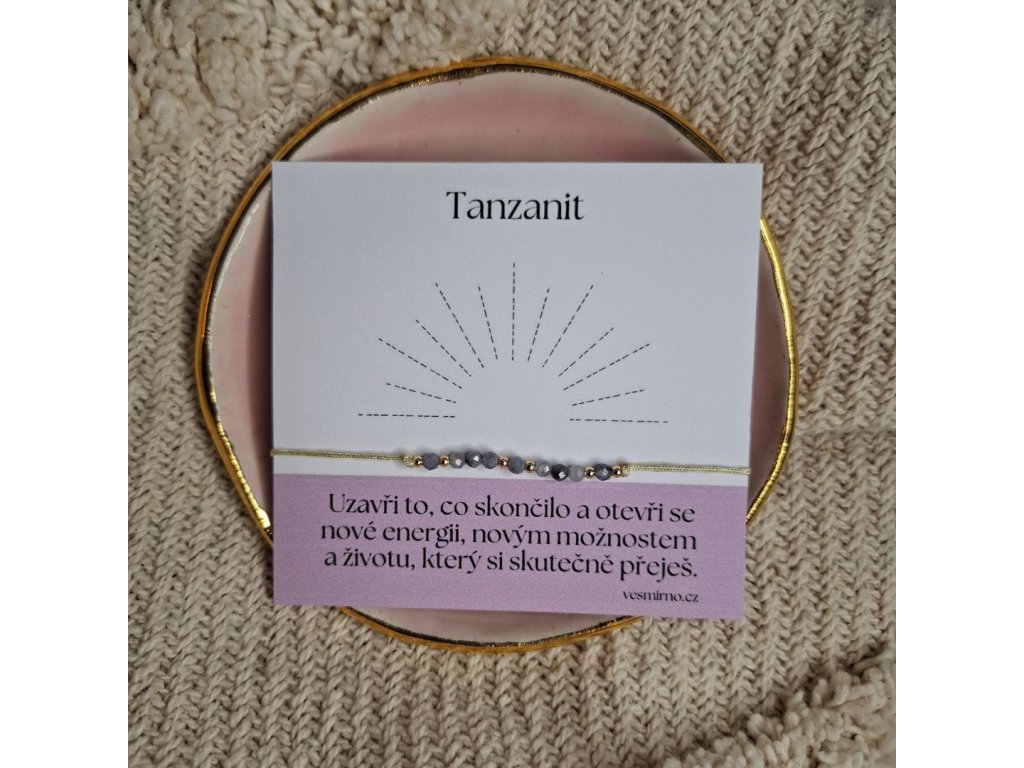 Tanzanit
Uzavři to, co skončilo a otevři se
nové energii, novým možnostem
a životu, který si skutečně přeješ.
vesmirno.cz